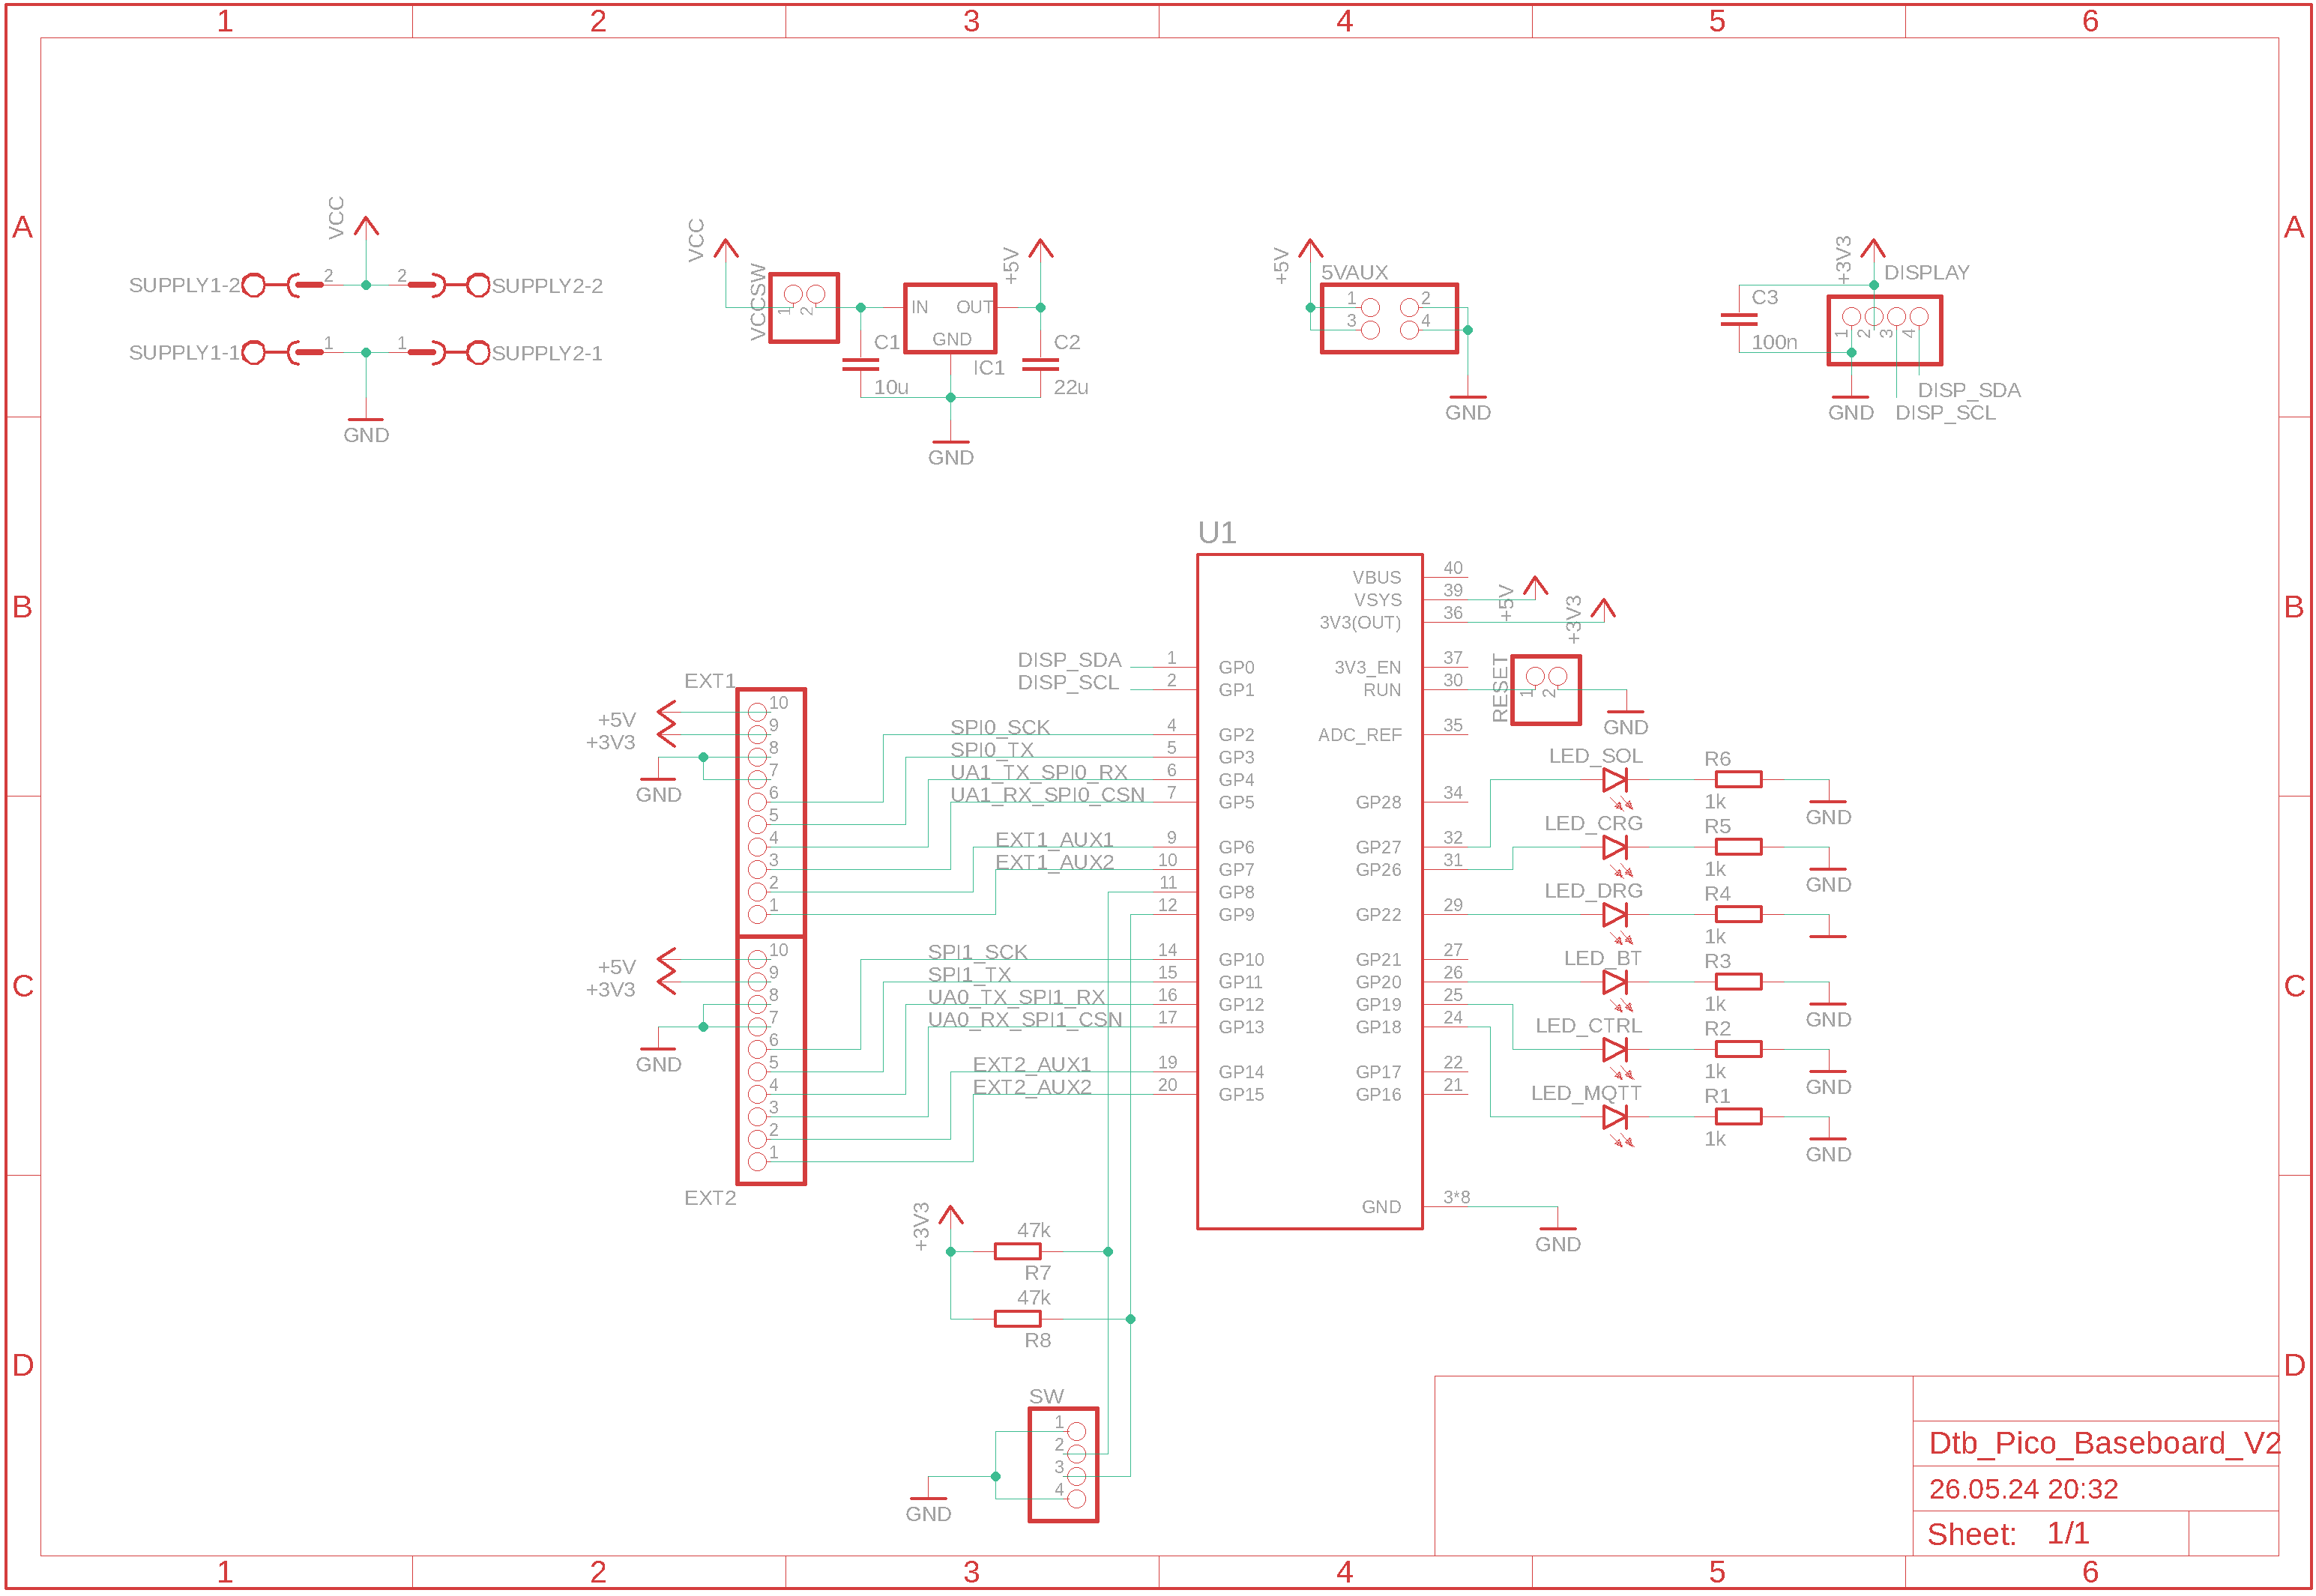 1 2 3 4 5 6
A A
VCC
SUPPLY1-2 2 2 SUPPLY2-2
SUPPLY1-1 1 1 SUPPLY2-1
GND
VCC
VCCSW
1 2
IN OUT
GND
IC1
+5V
C1
10u
C2
22u
GND
+5V
5VAUX
1 2
3 4
GND
+3V3
DISPLAY
C3
100n
1 2 3 4
DISP_SDA
GND DISP_SCL
B B
U1
VBUS 40
VSYS 39
3V3(OUT) 36
+5V
+3V3
DISP_SDA 1 GP0 3V3_EN 37
DISP_SCL 2 GP1 RUN 30
RESET
1 2
GND
EXT1
+5V 10
+3V3 9
8
7
GND
6
5
4
3
2
1
SPI0_SCK 4 GP2 ADC_REF 35
SPI0_TX 5 GP3
UA1_TX_SPI0_RX 6 GP4
UA1_RX_SPI0_CSN 7 GP5 GP28 34
EXT1_AUX1 9 GP6 GP27 32
EXT1_AUX2 10 GP7 GP26 31
11 GP8
12 GP9 GP22 29
LED_SOL R6
1k
GND
LED_CRG R5
1k
GND
LED_DRG R4
1k
LED_BT R3
1k
GND
LED_CTRL R2
1k
GND
LED_MQTT R1
1k
GND
C C
+5V 10
+3V3 9
8
7
GND
6
5
4
3
2
1
EXT2
SPI1_SCK 14 GP10 GP21 27
SPI1_TX 15 GP11 GP20 26
UA0_TX_SPI1_RX 16 GP12 GP19 25
UA0_RX_SPI1_CSN 17 GP13 GP18 24
EXT2_AUX1 19 GP14 GP17 22
EXT2_AUX2 20 GP15 GP16 21
GND 3*8
GND
+3V3
47k
R7
47k
R8
D D
SW
1
2
3
4
GND
Dtb_Pico_Baseboard_V2
26.05.24 20:32
Sheet: 1/1
1 2 3 4 5 6